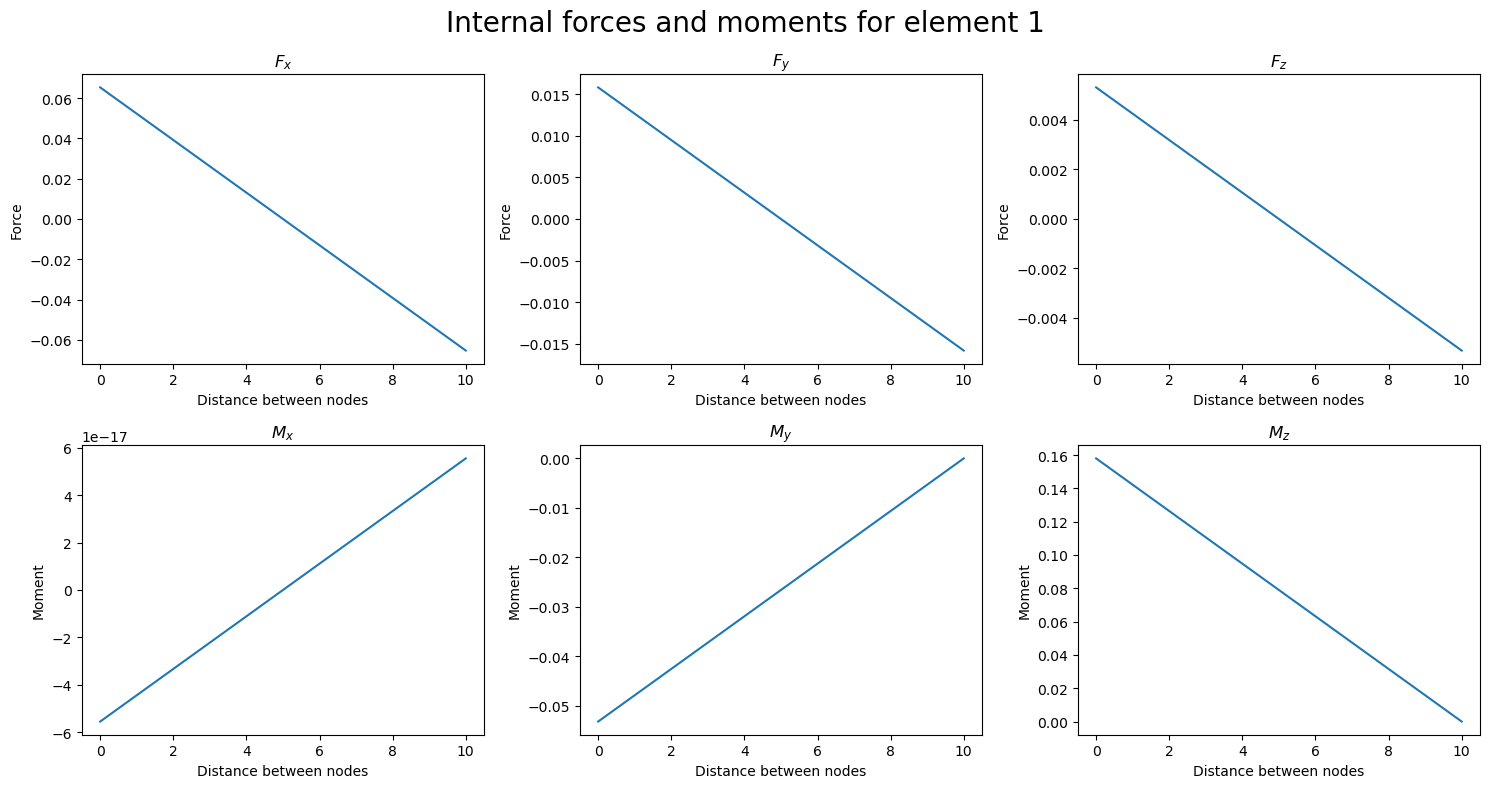 Internal forces and moments for element 1
$F_x$
0.06
0.04
0.02
0.00
−0.02
−0.04
−0.06
Force
0 2 4 6 8 10
Distance between nodes
$F_y$
0.015
0.010
0.005
0.000
−0.005
−0.010
−0.015
Force
0 2 4 6 8 10
Distance between nodes
$F_z$
0.004
0.002
0.000
−0.002
−0.004
Force
0 2 4 6 8 10
Distance between nodes
$M_x$
1e−17
6
4
2
0
−2
−4
−6
Moment
0 2 4 6 8 10
Distance between nodes
$M_y$
0.00
−0.01
−0.02
−0.03
−0.04
−0.05
Moment
0 2 4 6 8 10
Distance between nodes
$M_z$
0.16
0.14
0.12
0.10
0.08
0.06
0.04
0.02
0.00
Moment
0 2 4 6 8 10
Distance between nodes